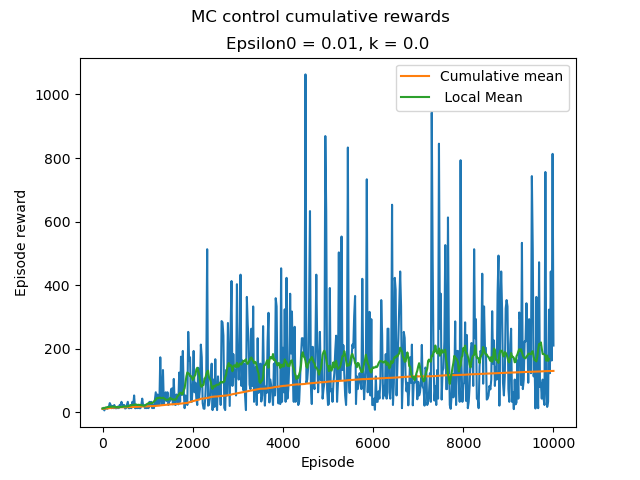 MC control cumulative rewards
Epsilon0 = 0.01, k = 0.0
Cumulative mean
Local Mean
Episode reward
1000
800
600
400
200
0
0
2000
4000
6000
8000
10000
Episode